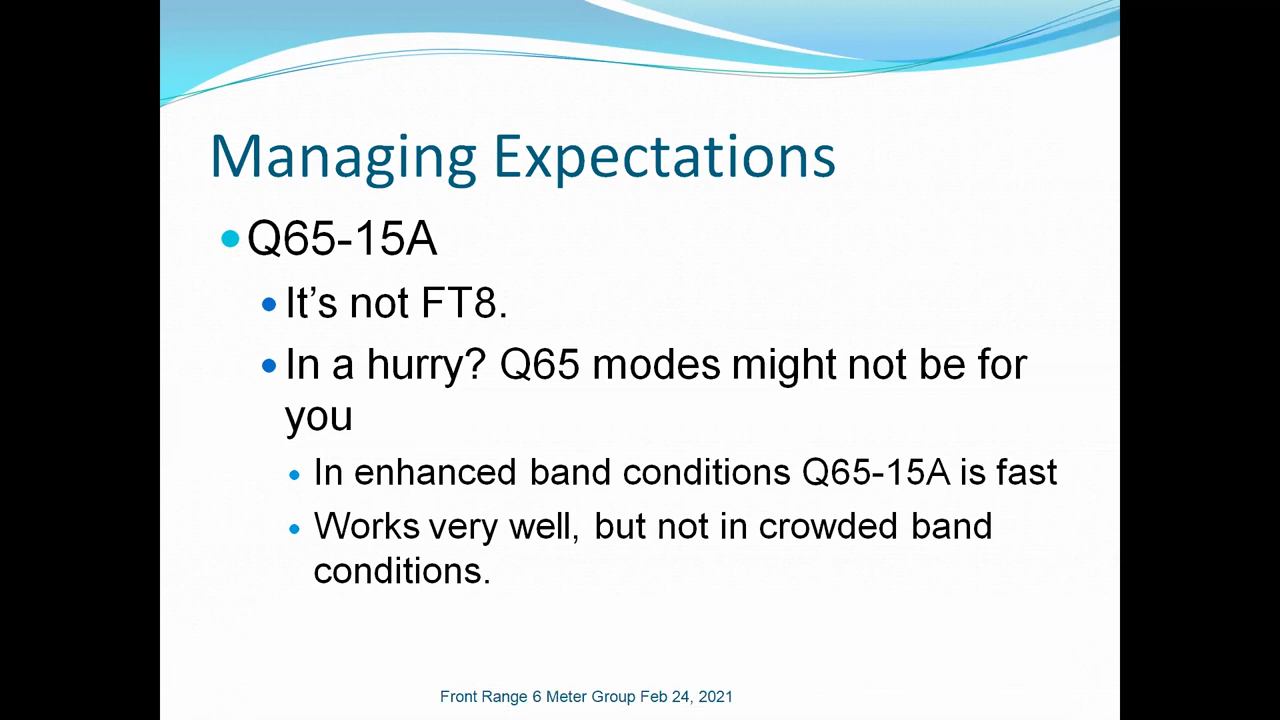 Managing Expectations
Q65-15A
It's not FT8.
In a hurry? Q65 modes might not be for
you
In enhanced band conditions Q65-15A is fast
Works very well, but not in crowded band
conditions.
Front Range 6 Meter Group Feb 24, 2021